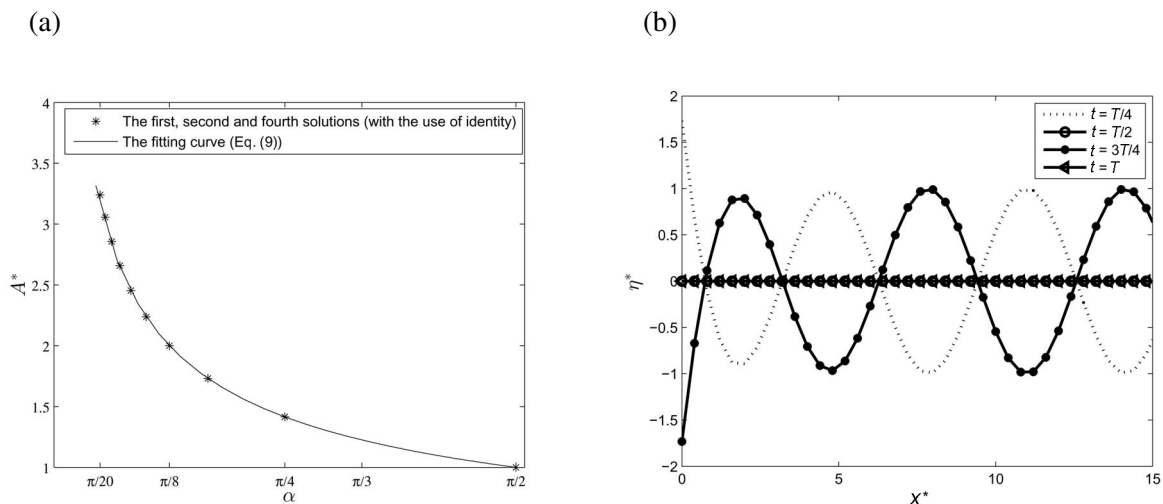 (a)
(b)
4
3.5
3
2.5
2
1.5
1
A*
The first, second and fourth solutions (with the use of identity)
The fitting curve (Eq. (9))
π/20
π/8
π/4
π/3
π/2
α
2
1.5
1
0.5
0
−0.5
−1
−1.5
−2
η*
t = T/4
t = T/2
t = 3T/4
t = T
0
5
10
15
x*